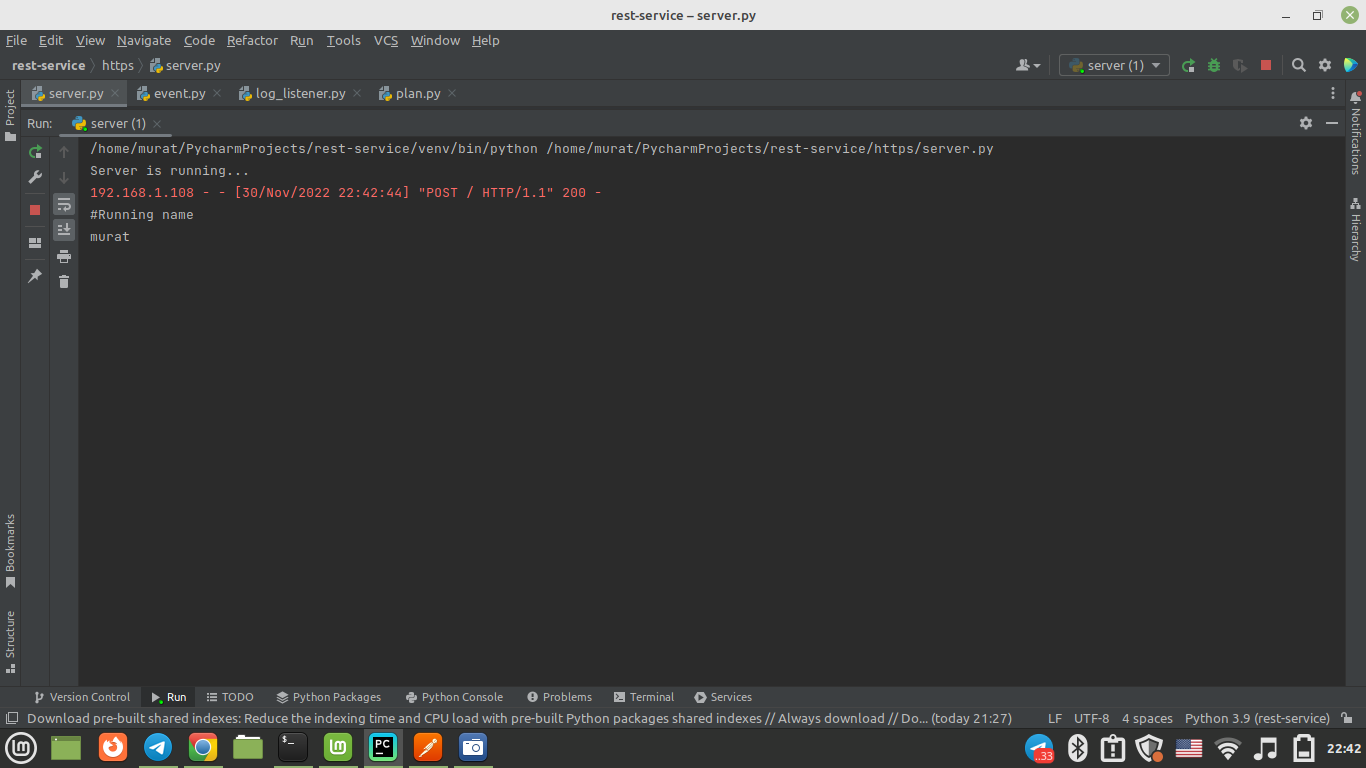 rest-service – server.py
File Edit View Navigate Code Refactor Run Tools VCS Window Help
rest-service https server.py server (1)
Project
server.py event.py log_listener.py plan.py
Notifications
Run: server (1)
/home/murat/PycharmProjects/rest-service/venv/bin/python /home/murat/PycharmProjects/rest-service/https/server.py
Server is running...
192.168.1.108 - - [30/Nov/2022 22:42:44] "POST / HTTP/1.1" 200 -
#Running name
murat
Hierarchy
Bookmarks
Structure
Version Control Run TODO Python Packages Python Console Problems Terminal Services
Download pre-built shared indexes: Reduce the indexing time and CPU load with pre-built Python packages shared indexes // Always download // Do... (today 21:27) LF UTF-8 4 spaces Python 3.9 (rest-service)
$_ PC ..33 22:42